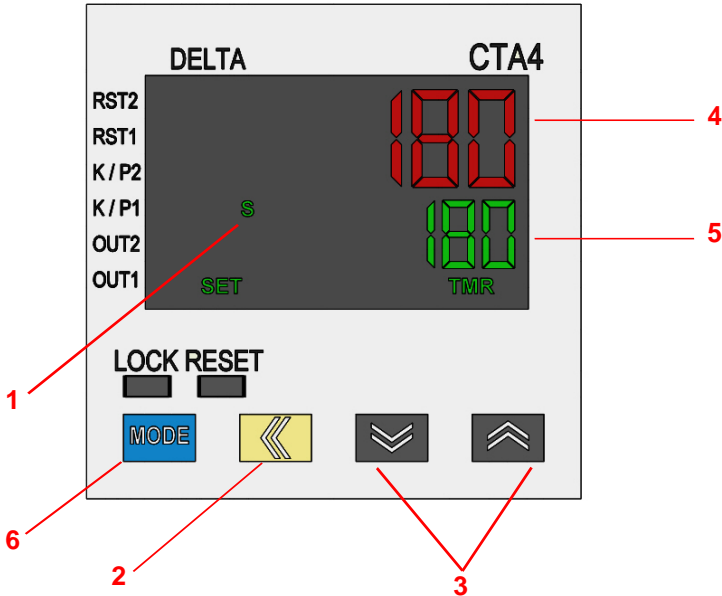 DELTA CTA4
RST2
180
4
RST1
K / P2
K / P1
S
180
5
OUT2
OUT1
SET
TMR
LOCK RESET
1
MODE
6
2
3